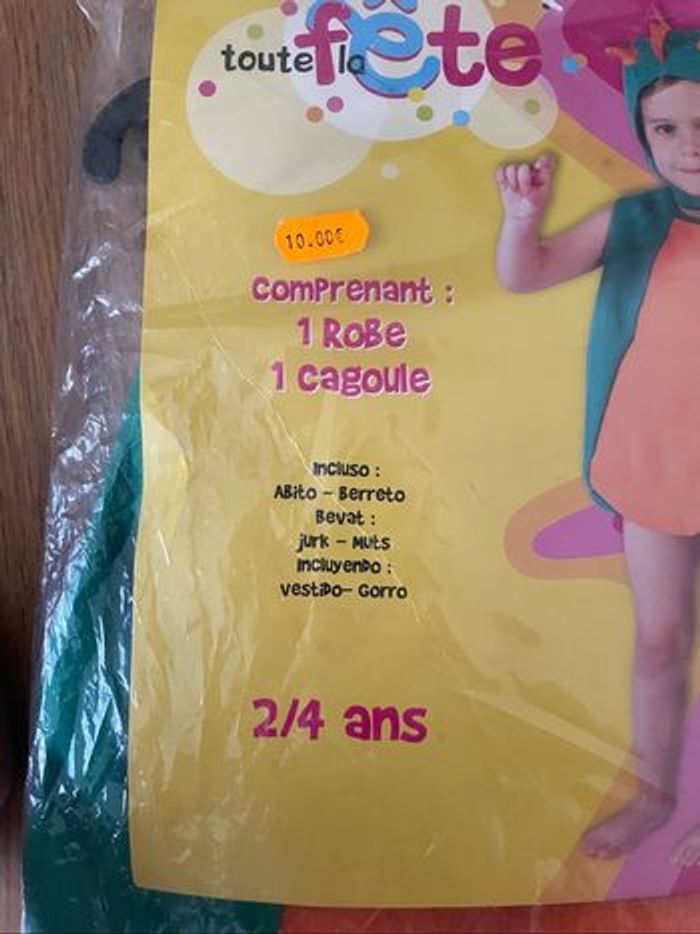 toute la fête
10.00€
comprenant :
1 Robe
1 cagoule
incluso :
Abito - Berreto
Bevat :
jurk - Muts
incluyendo :
vestido- Gorro
2/4 ans